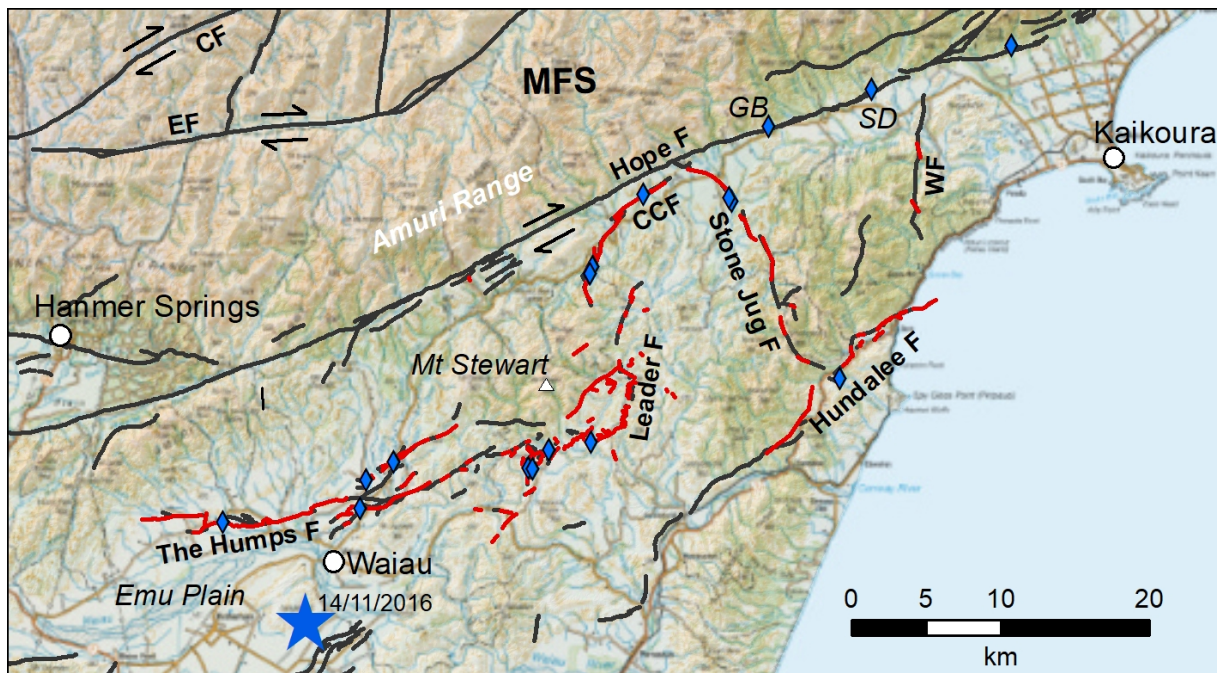 CF
MFS
EF
GB
SD
Kaikoura
Hope F
WF
Amuri Range
CCF
Stone Jug F
Hanmer Springs
Mt Stewart
Leader F
Hundalee F
The Humps F
Waiau
Emu Plain
14/11/2016
0 5 10 20
km